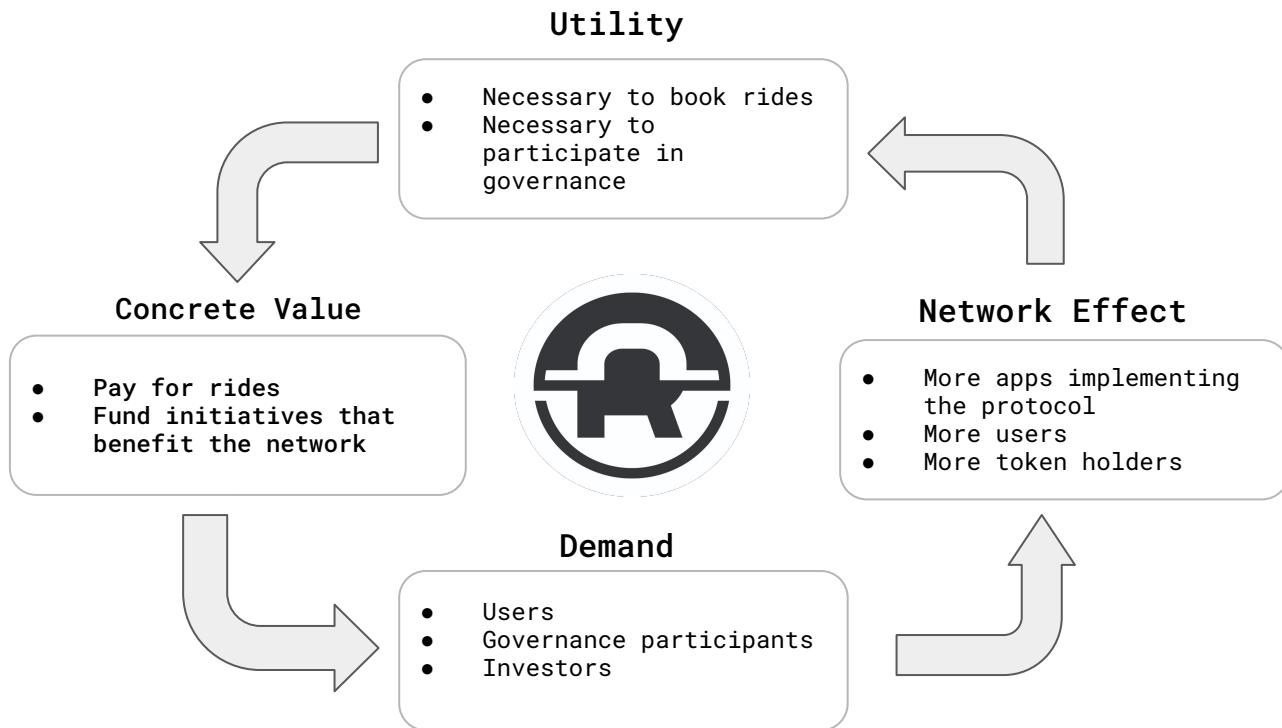 Utility
● Necessary to book rides
● Necessary to
participate in
governance
Concrete Value
● Pay for rides
● Fund initiatives that
benefit the network
Network Effect
● More apps implementing
the protocol
● More users
● More token holders
Demand
● Users
● Governance participants
● Investors
R